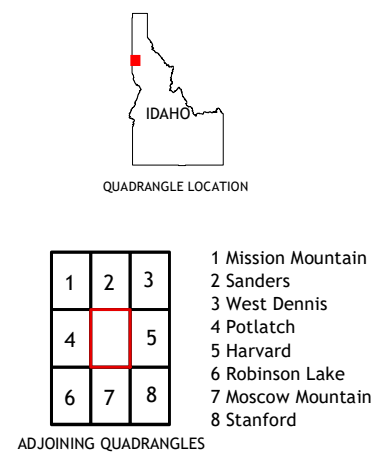 IDAHO
QUADRANGLE LOCATION
1 2 3
4 5
6 7 8
1 Mission Mountain
2 Sanders
3 West Dennis
4 Potlatch
5 Harvard
6 Robinson Lake
7 Moscow Mountain
8 Stanford
ADJOINING QUADRANGLES